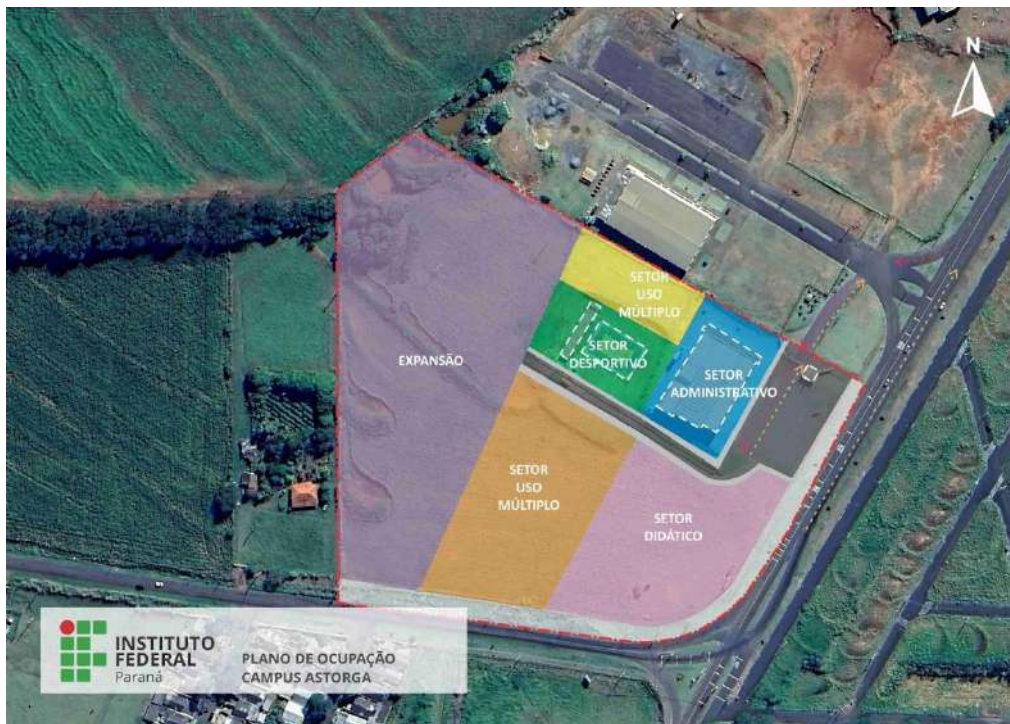 N
SETOR
USO
MÚLTIPLO
SETOR
DESPORTIVO
EXPANSÃO
SETOR
ADMINISTRATIVO
SETOR
USO
MÚLTIPLO
SETOR
DIDÁTICO
INSTITUTO
FEDERAL
Paraná
PLANO DE OCUPAÇÃO
CAMPUS ASTORGA